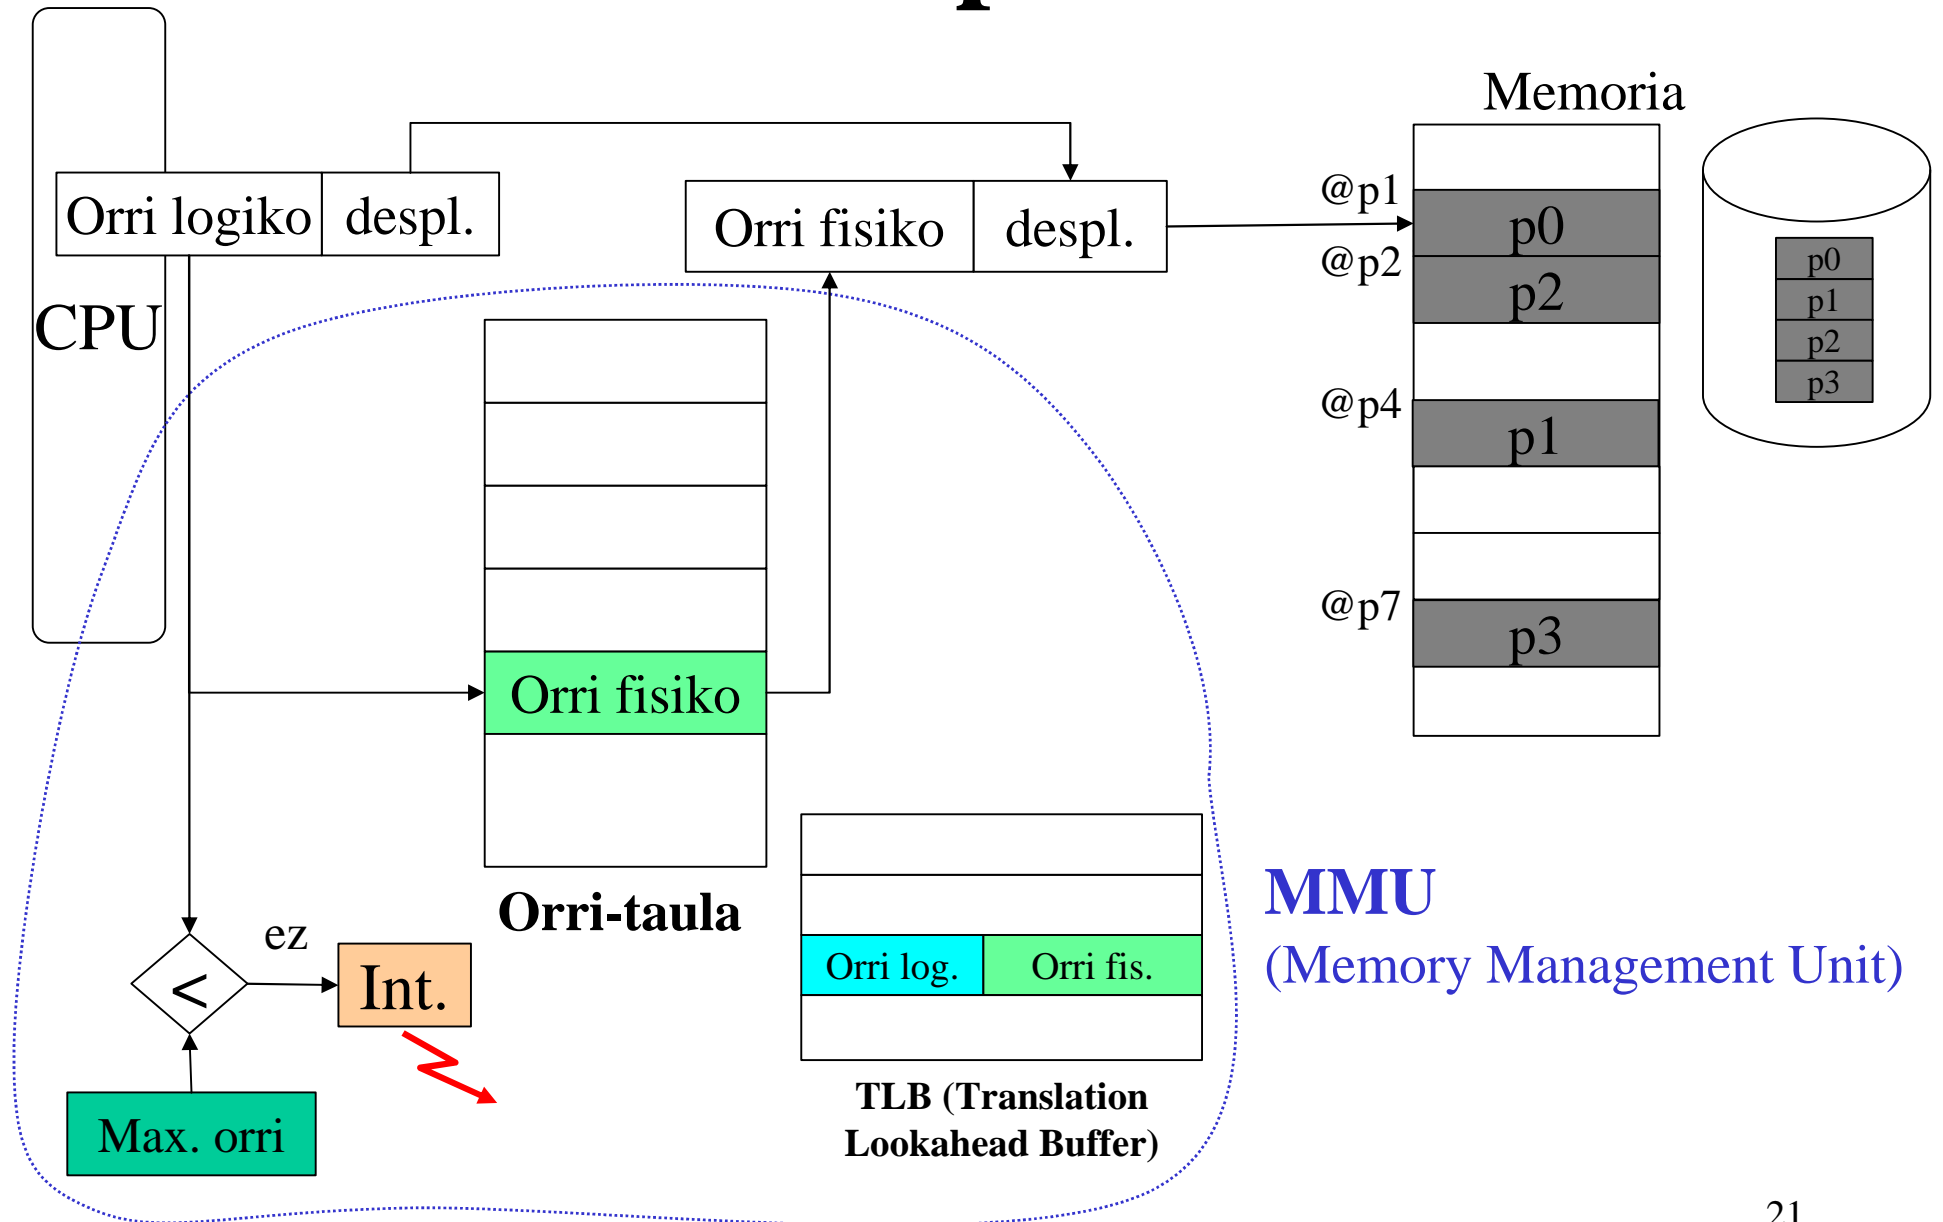 Memoria
Orri logiko despl.
Orri fisiko despl.
@p1
p0
@p2
p2
p0
p1
p2
p3
CPU
@p4
p1
@p7
p3
Orri fisiko
Orri-taula
ez
<
Int.
Max. orri
Orri log. Orri fis.
TLB (Translation
Lookahead Buffer)
MMU
(Memory Management Unit)
21